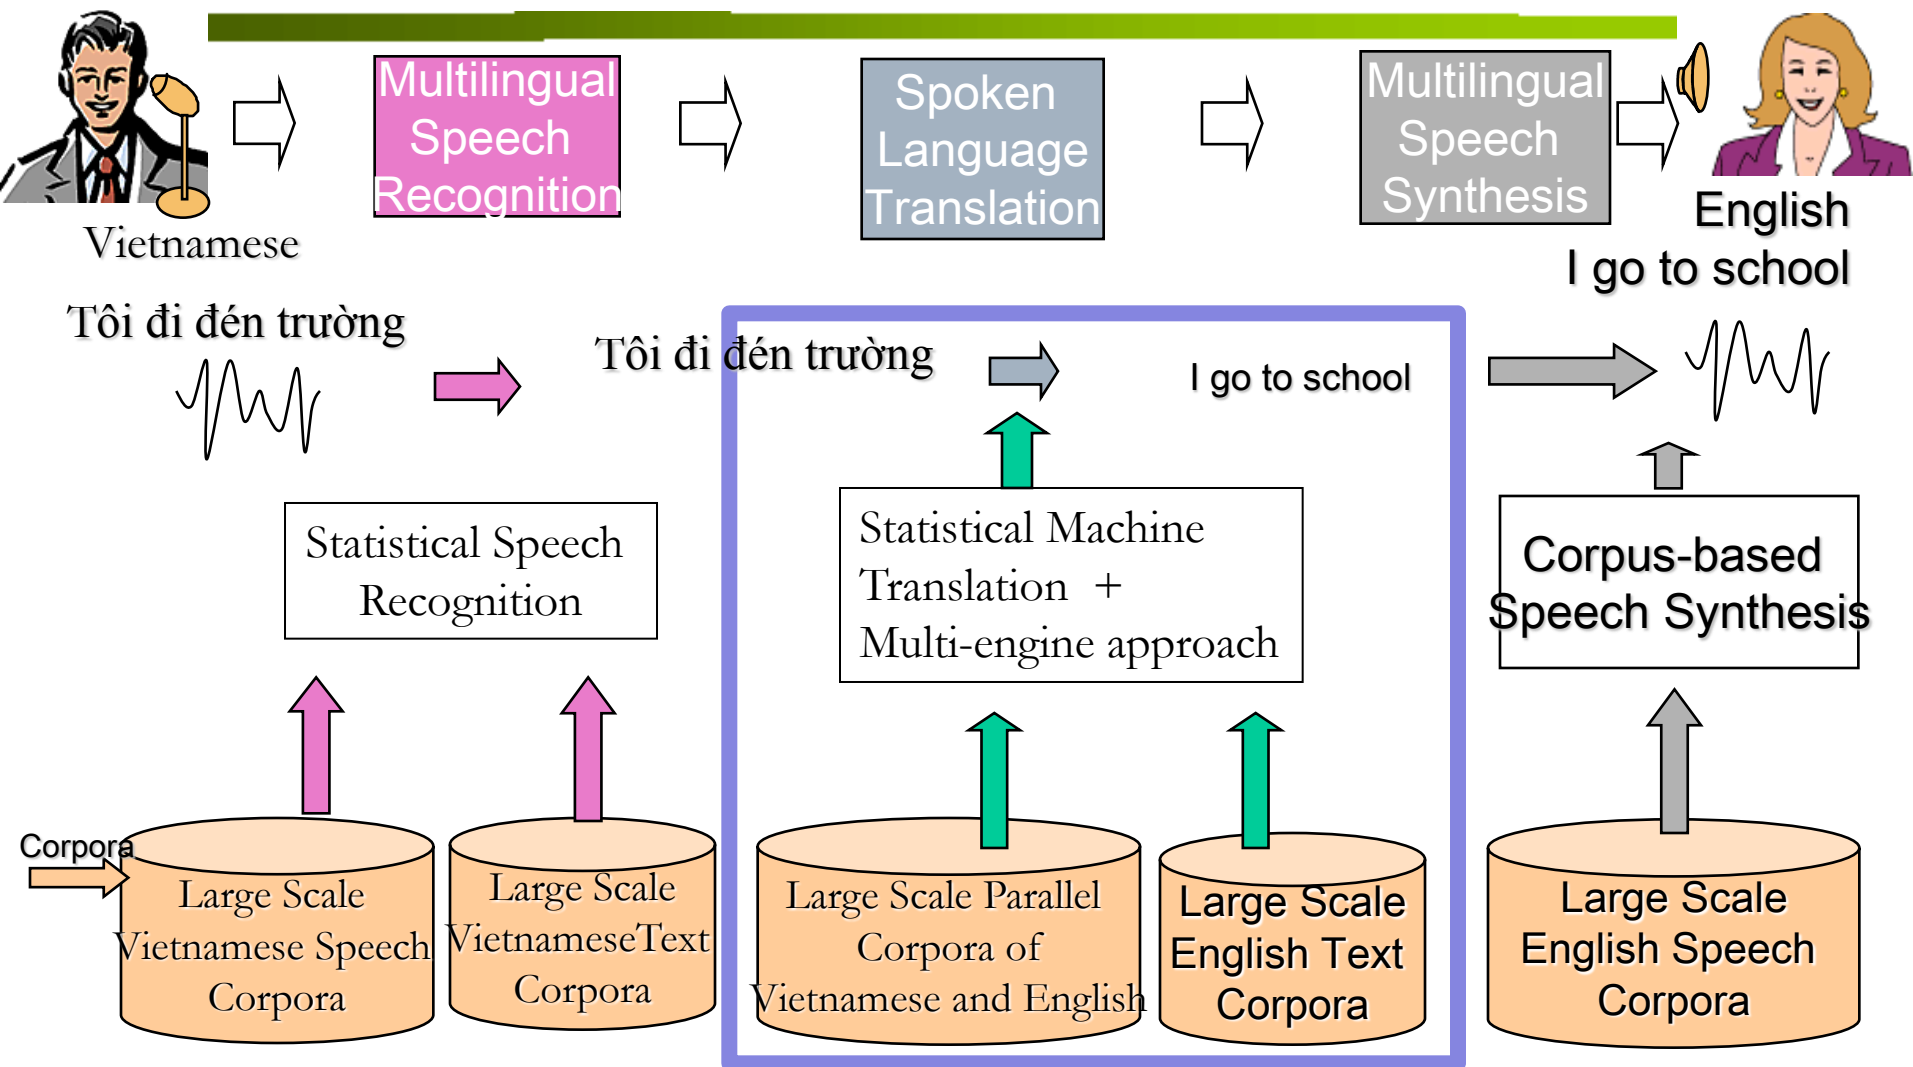 Multilingual
Speech
Recognition
Spoken
Language
Translation
Multilingual
Speech
Synthesis
Vietnamese
English
I go to school
Tôi đi đén trường
Tôi đi đén trường
I go to school
Statistical Speech
Recognition
Statistical Machine
Translation +
Multi-engine approach
Corpus-based
Speech Synthesis
Corpora
Large Scale
Vietnamese Speech
Corpora
Large Scale
VietnameseText
Corpora
Large Scale Parallel
Corpora of
Vietnamese and English
Large Scale
English Text
Corpora
Large Scale
English Speech
Corpora